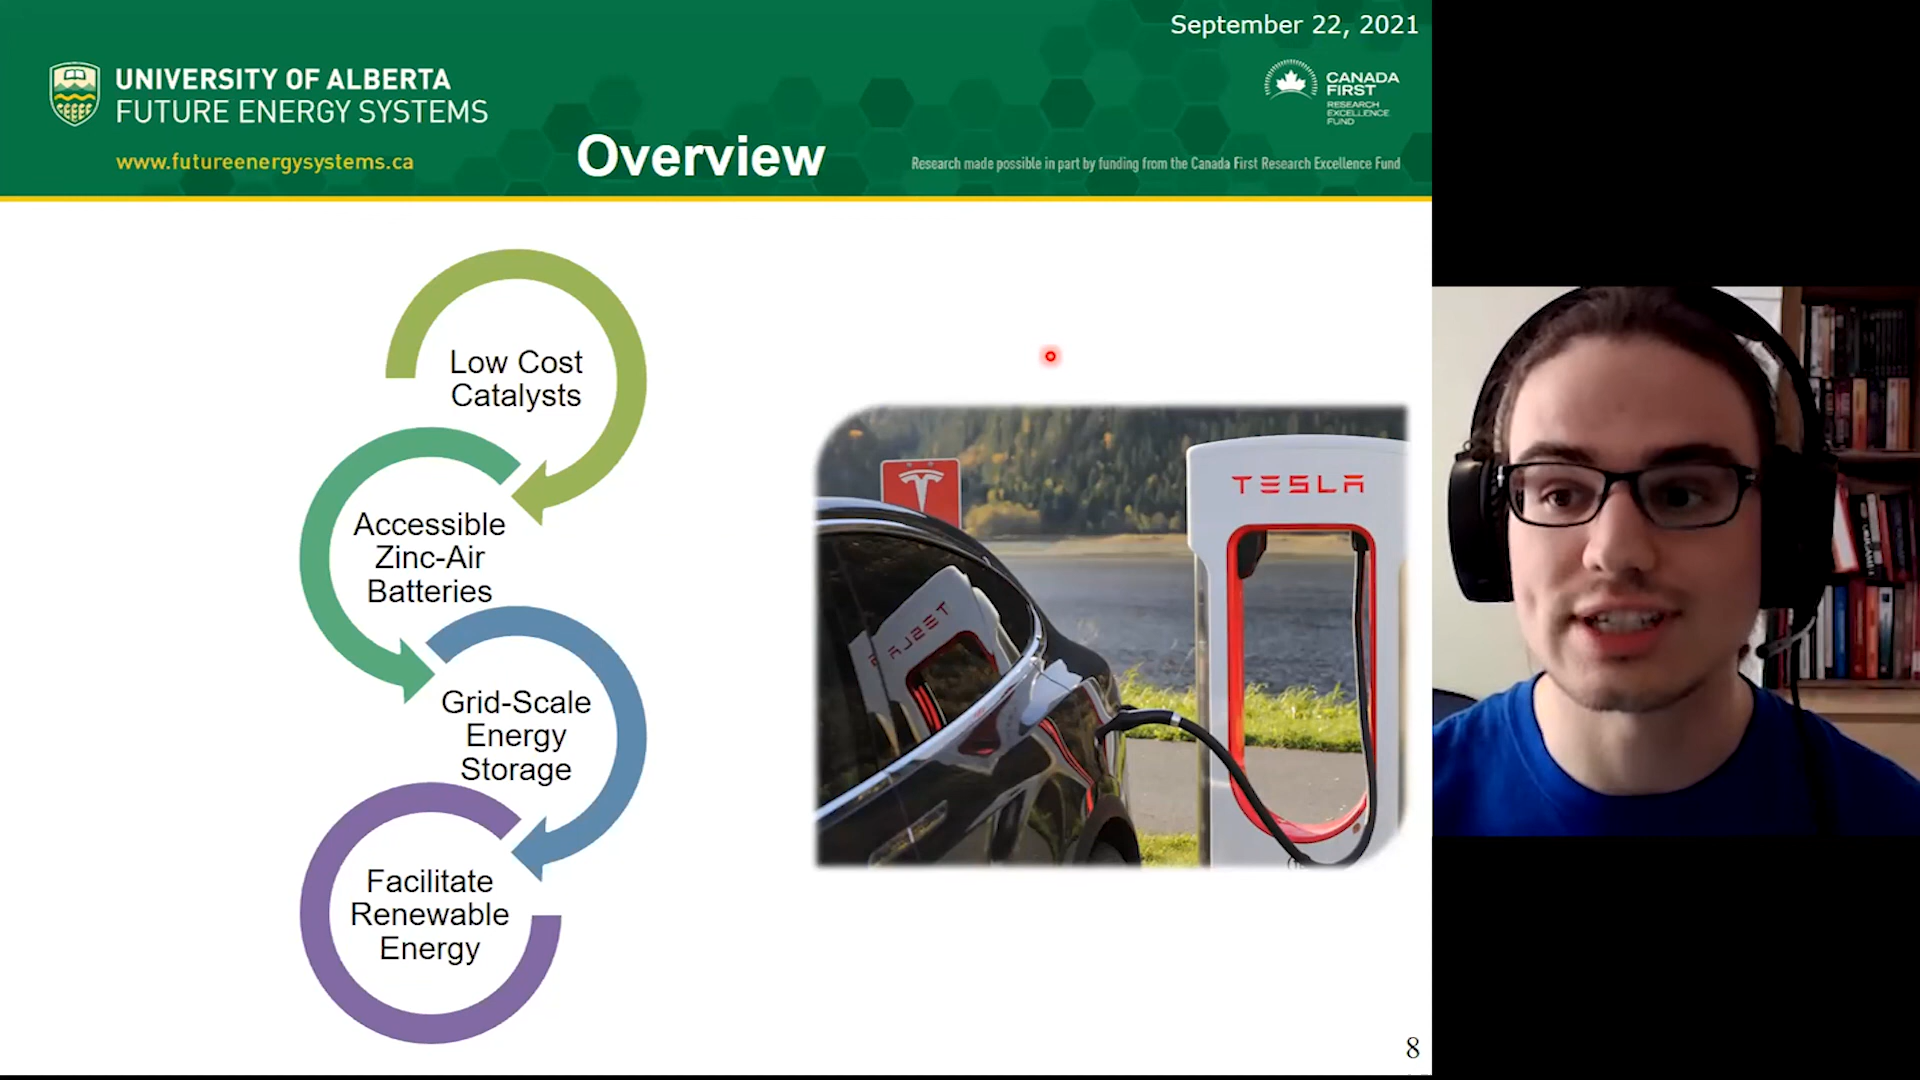 September 22, 2021
UNIVERSITY OF ALBERTA
FUTURE ENERGY SYSTEMS
www.futureenergysystems.ca
Overview
CANADA
FIRST
RESEARCH
EXCELLENCE
FUND
Research made possible in part by funding from the Canada First Research Excellence Fund
Low Cost
Catalysts
Accessible
Zinc-Air
Batteries
Grid-Scale
Energy
Storage
Facilitate
Renewable
Energy
TESLA
TESLA
8